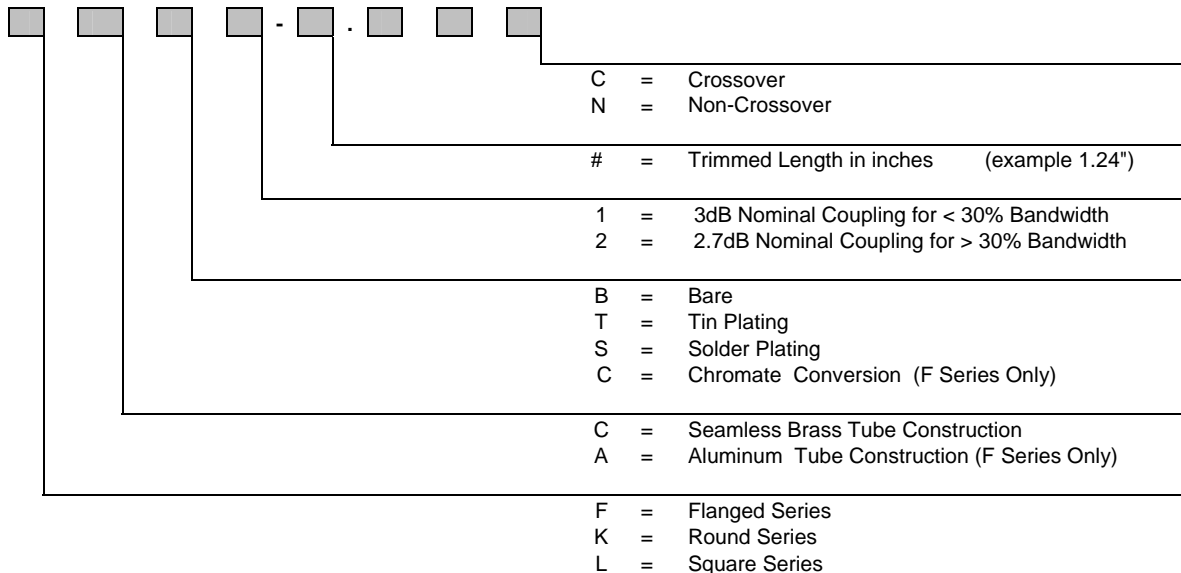 - .
C = Crossover
N = Non-Crossover
# = Trimmed Length in inches (example 1.24")
1 = 3dB Nominal Coupling for < 30% Bandwidth
2 = 2.7dB Nominal Coupling for > 30% Bandwidth
B = Bare
T = Tin Plating
S = Solder Plating
C = Chromate Conversion (F Series Only)
C = Seamless Brass Tube Construction
A = Aluminum Tube Construction (F Series Only)
F = Flanged Series
K = Round Series
L = Square Series